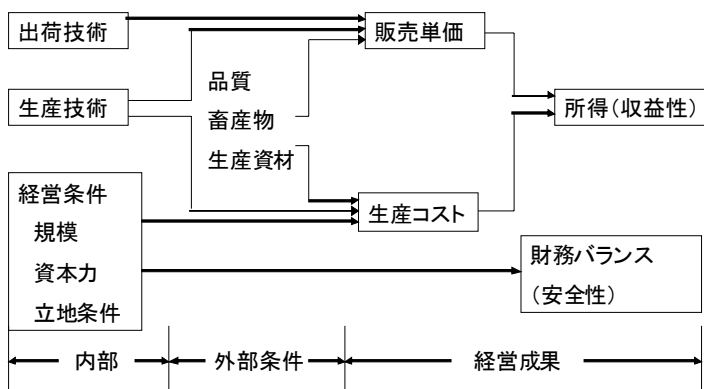 出荷技術
販売単価
品質
生産技術
畜産物
所得(収益性)
生産資材
経営条件
規模
資本力
立地条件
生産コスト
財務バランス
(安全性)
内部
外部条件
経営成果